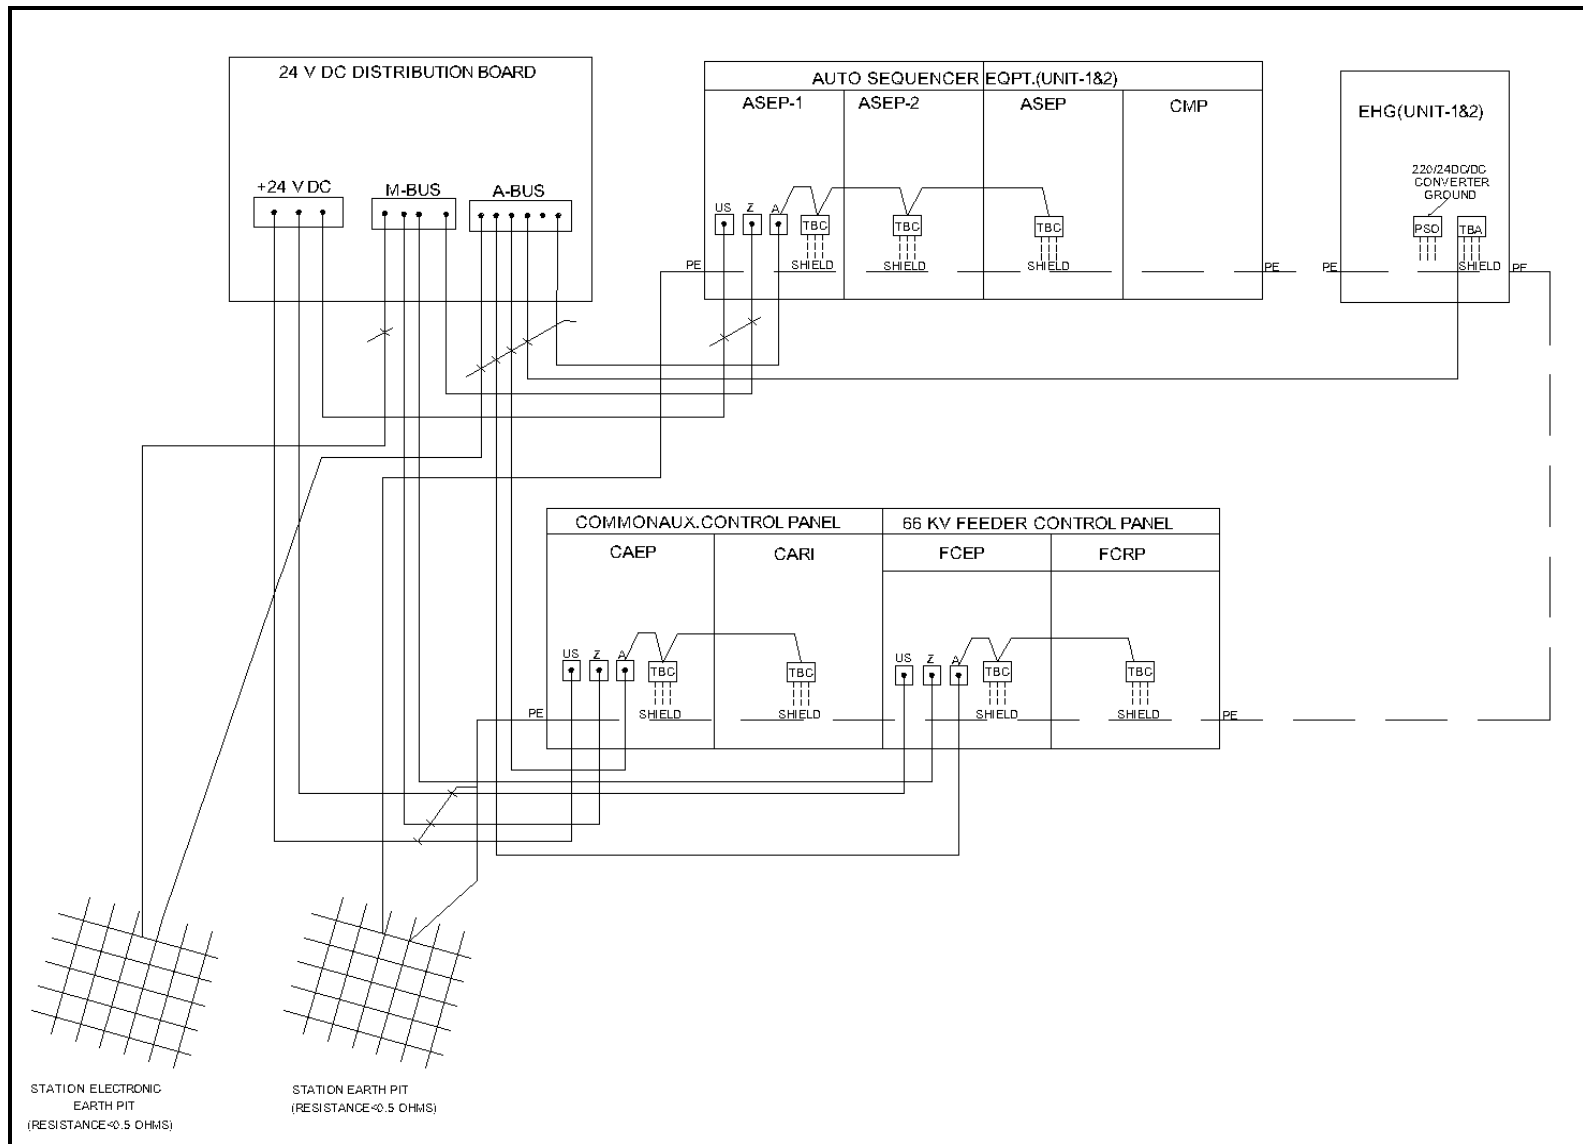 24 V DC DISTRIBUTION BOARD
+24 V DC
M-BUS
A-BUS
AUTO SEQUENCER EQPT.(UNIT-1&2)
ASEP-1
ASEP-2
ASEP
CMP
US
Z
A
TBC
TBC
TBC
SHIELD
SHIELD
SHIELD
PE
PE
EHG(UNIT-1&2)
220/24DC/DC
CONVERTER
GROUND
PSO
TBA
SHIELD
PE
PE
COMMONAUX.CONTROL PANEL
66 KV FEEDER CONTROL PANEL
CAEP
CARI
FCEP
FCRP
US
Z
A
TBC
TBC
US
Z
A
TBC
TBC
SHIELD
SHIELD
SHIELD
SHIELD
PE
PE
STATION ELECTRONIC
EARTH PIT
(RESISTANCE<0.5 OHMS)
STATION EARTH PIT
(RESISTANCE<0.5 OHMS)